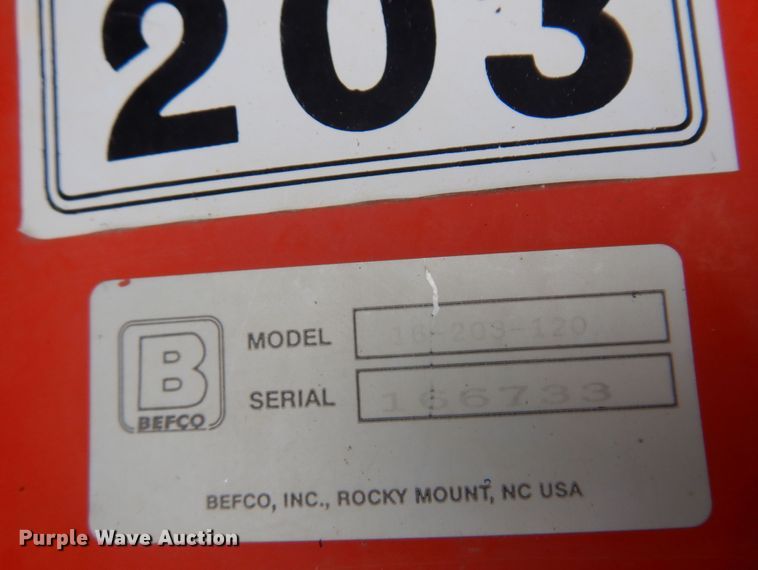 203
B
BEFCO
MODEL 16-203-120
SERIAL 166733
BEFCO, INC., ROCKY MOUNT, NC USA
Purple Wave Auction